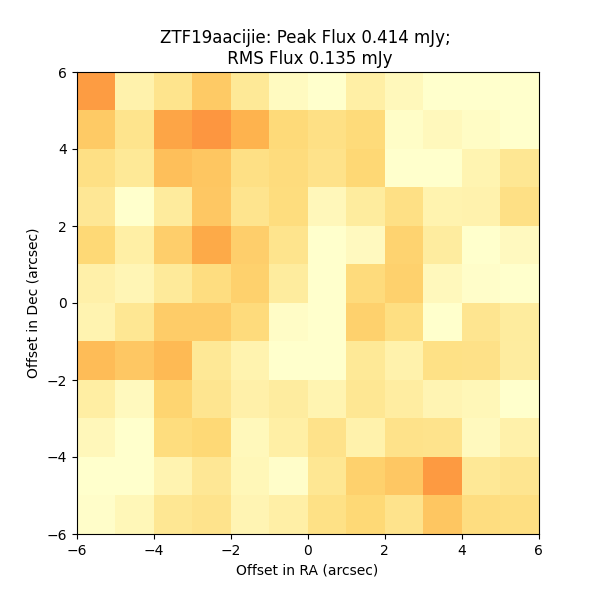 ZTF19aacijie: Peak Flux 0.414 mJy;
RMS Flux 0.135 mJy
6
4
2
0
−2
−4
−6
Offset in Dec (arcsec)
−6 −4 −2 0 2 4 6
Offset in RA (arcsec)